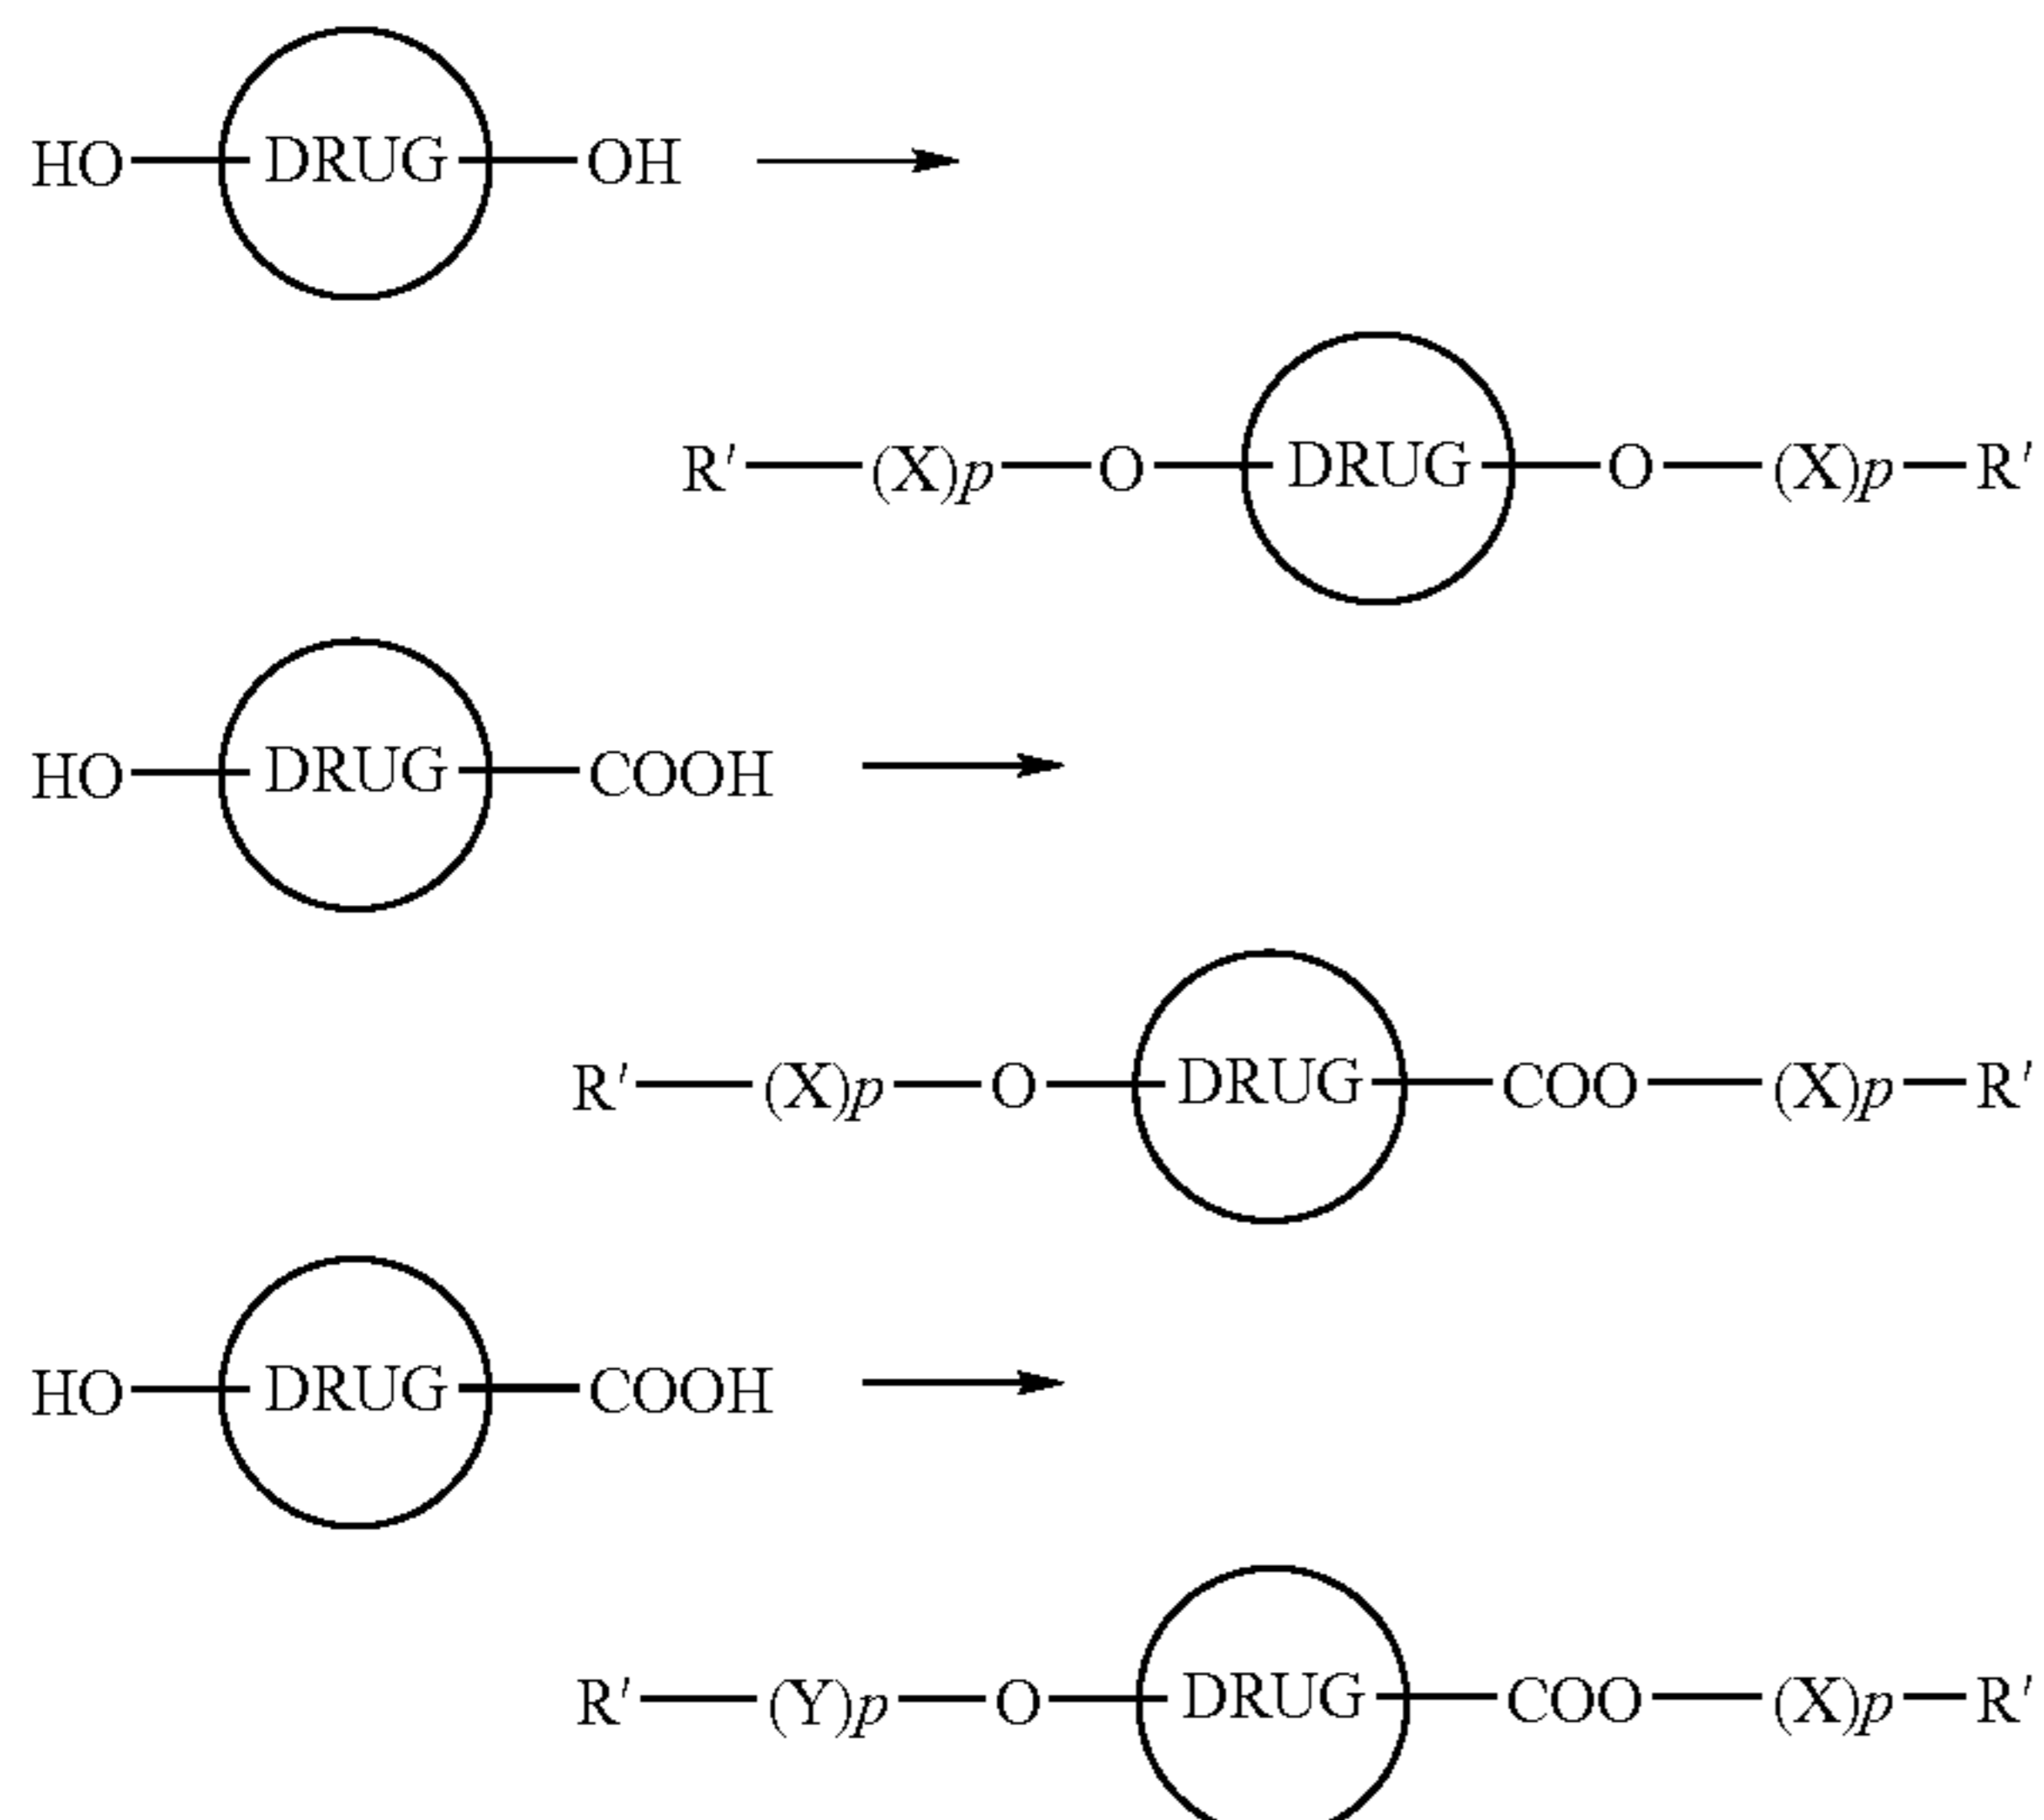 HO—DRUG—OH
R'—(X)p—O—DRUG—O—(X)p—R'
HO—DRUG—COOH
R'—(X)p—O—DRUG—COO—(X)p—R'
HO—DRUG—COOH
R'—(Y)p—O—DRUG—COO—(X)p—R'